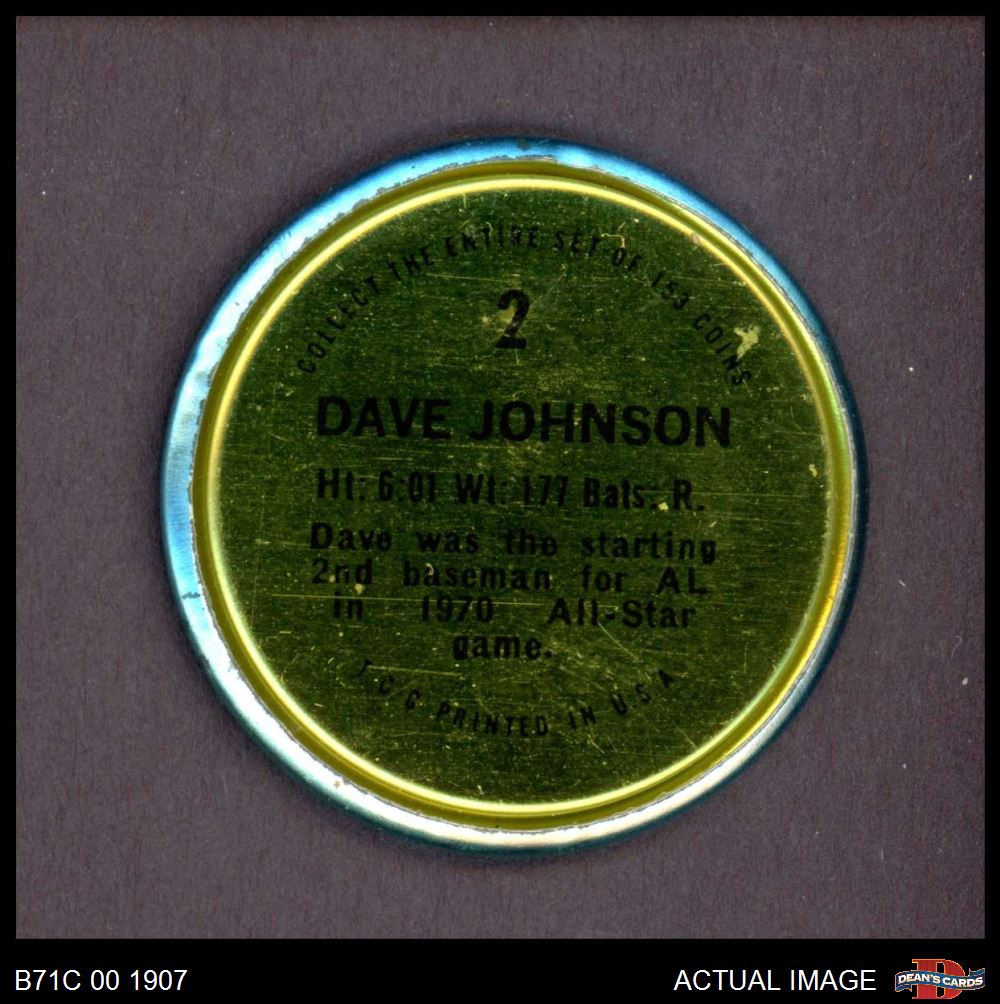 COLLECT THE ENTIRE SET OF 153 COINS
2
DAVE JOHNSON
Ht: 6:01 Wt: 177 Bats: R.
Dave was the starting
2nd baseman for AL
in 1970 All-Star
game.
T·C·G PRINTED IN U·S·A
B71C 00 1907
ACTUAL IMAGE
DEAN'S CARDS